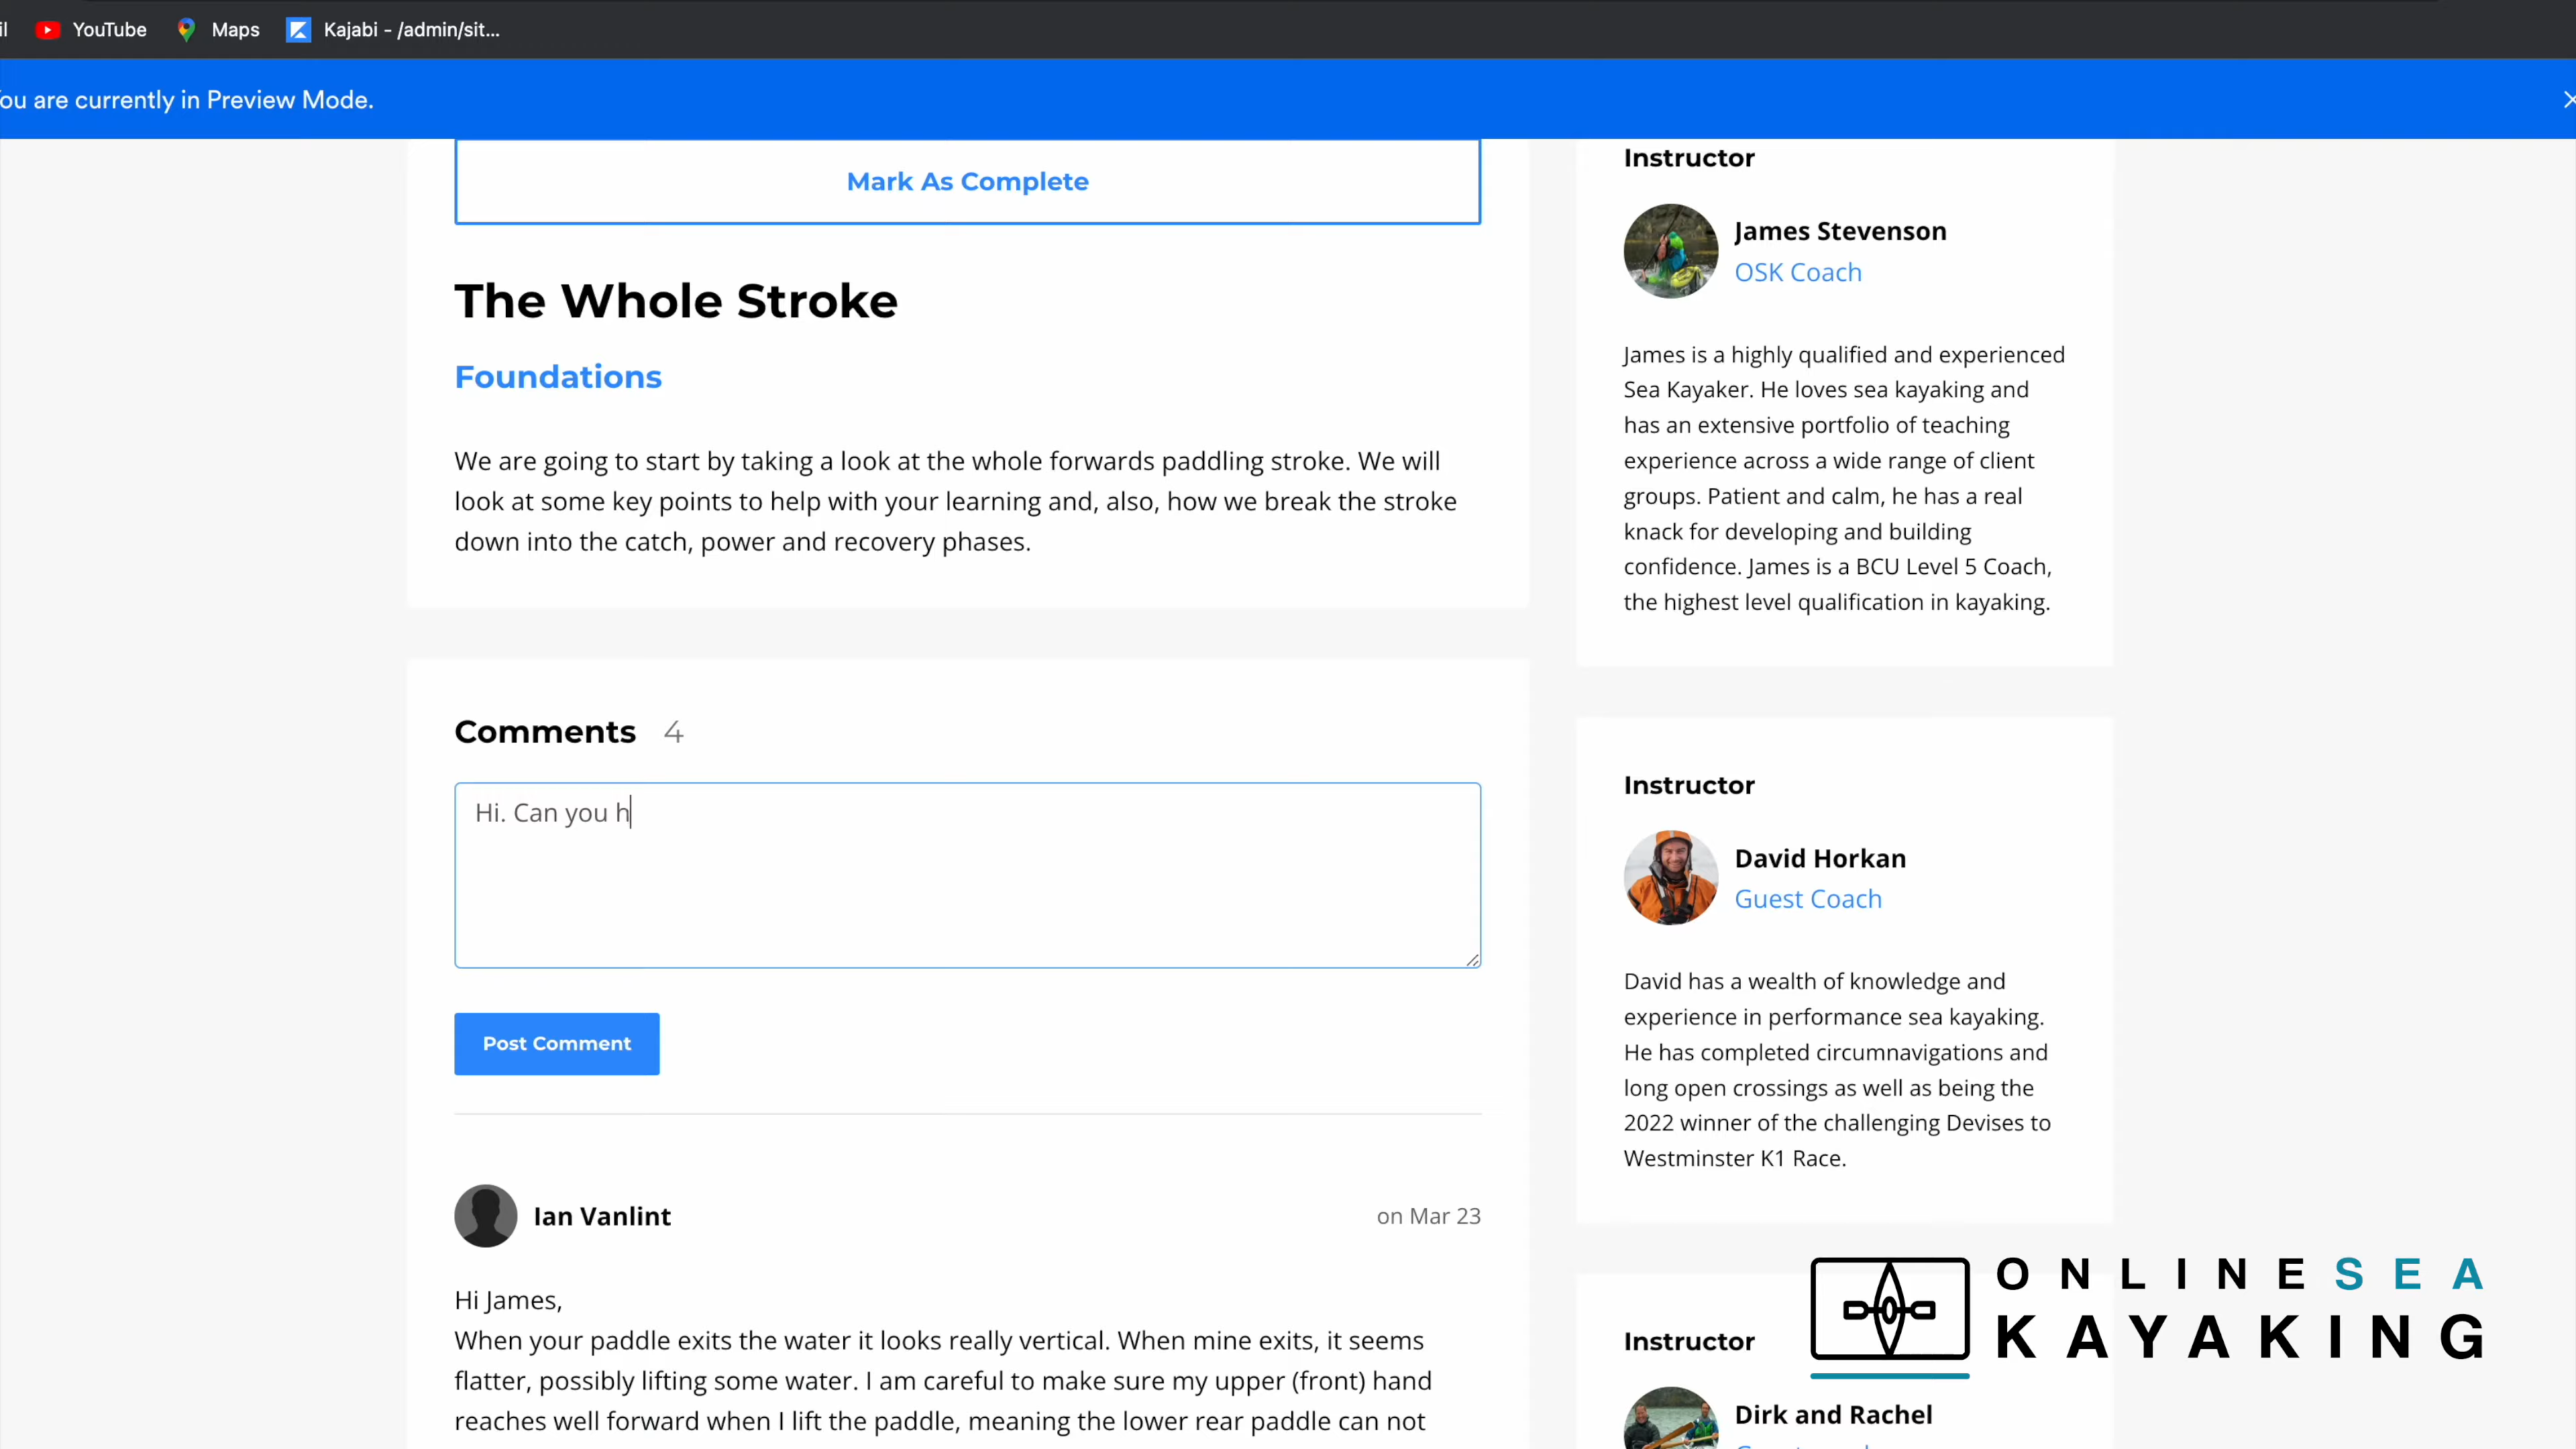 YouTube
Maps
Kajabi - /admin/sit...
ou are currently in Preview Mode.
Mark As Complete
The Whole Stroke
Foundations
We are going to start by taking a look at the whole forwards paddling stroke. We will
look at some key points to help with your learning and, also, how we break the stroke
down into the catch, power and recovery phases.
Comments 4
Hi. Can you h
Post Comment
Ian Vanlint
on Mar 23
Hi James,
When your paddle exits the water it looks really vertical. When mine exits, it seems
flatter, possibly lifting some water. I am careful to make sure my upper (front) hand
reaches well forward when I lift the paddle, meaning the lower rear paddle can not
Instructor
James Stevenson
OSK Coach
James is a highly qualified and experienced
Sea Kayaker. He loves sea kayaking and
has an extensive portfolio of teaching
experience across a wide range of client
groups. Patient and calm, he has a real
knack for developing and building
confidence. James is a BCU Level 5 Coach,
the highest level qualification in kayaking.
Instructor
David Horkan
Guest Coach
David has a wealth of knowledge and
experience in performance sea kayaking.
He has completed circumnavigations and
long open crossings as well as being the
2022 winner of the challenging Devises to
Westminster K1 Race.
Instructor
Dirk and Rachel
ONLINE SEA
KAYAKING